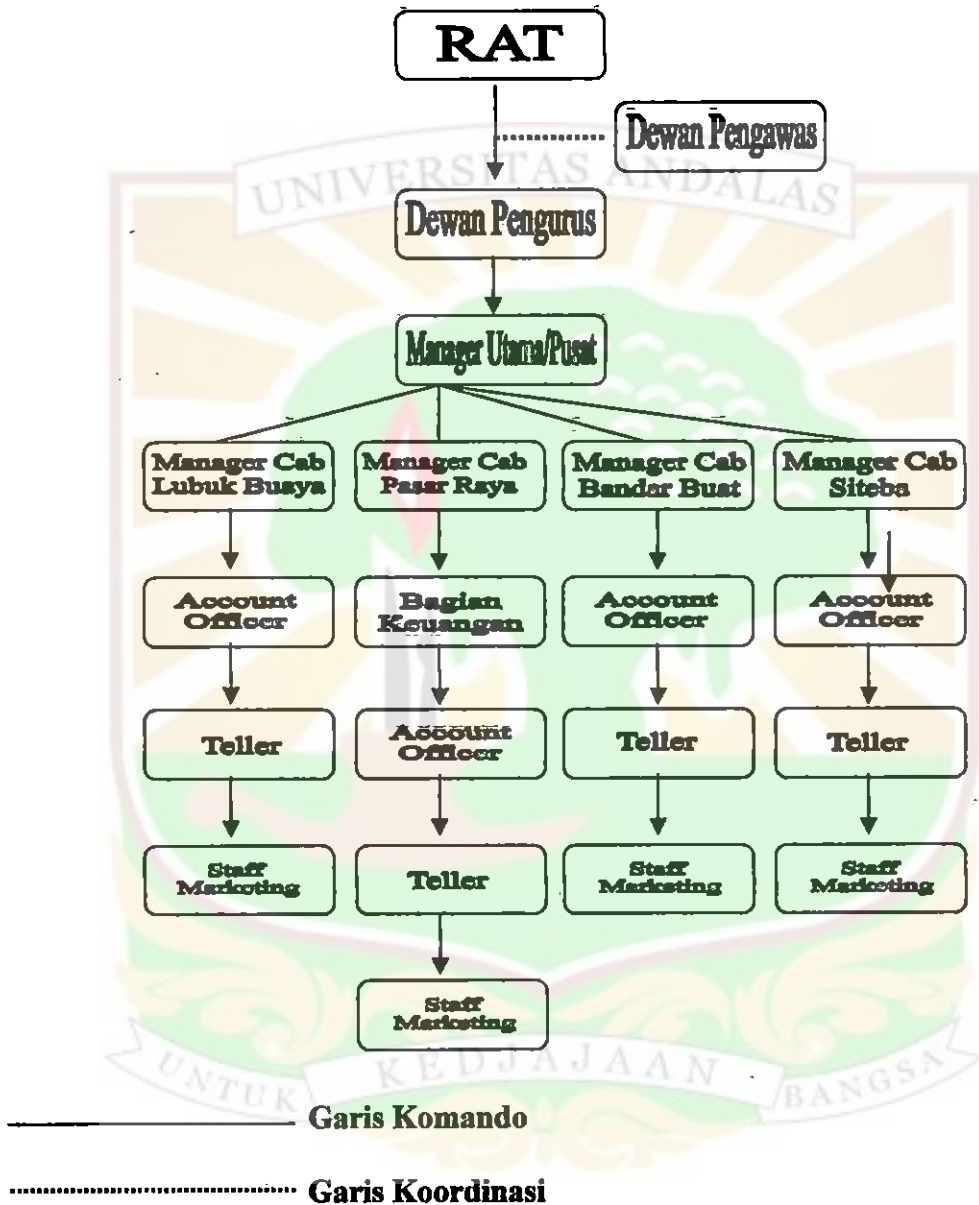 RAT
Dewan Pengawas
UNIVERSITAS ANDALAS
Dewan Pengurus
Manager Utama/Pusat
Manager Cab
Lubuk Buaya
Manager Cab
Pasar Raya
Manager Cab
Bandar Buat
Manager Cab
Siteba
Account
Officer
Bagian
Keuangan
Account
Officer
Account
Officer
Teller
Account
Officer
Teller
Teller
Staff
Marketing
Teller
Staff
Marketing
Staff
Marketing
Staff
Marketing
UNTUK KEDJAJAAN BANGSA
Garis Komando
Garis Koordinasi